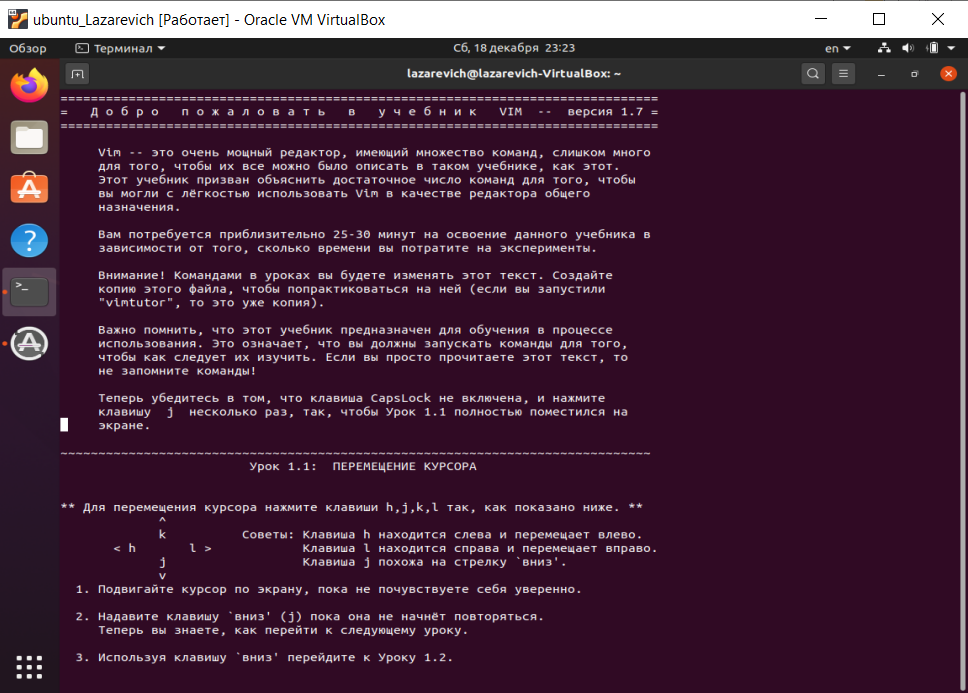 ubuntu_Lazarevich [Работает] - Oracle VM VirtualBox
Обзор Терминал Сб, 18 декабря 23:23 en
lazarevich@lazarevich-VirtualBox: ~
===============================================================================
= Д о б р о п о ж а л о в а т ь в у ч е б н и к VIM -- версия 1.7 =
===============================================================================
Vim -- это очень мощный редактор, имеющий множество команд, слишком много
для того, чтобы их все можно было описать в таком учебнике, как этот.
Этот учебник призван объяснить достаточное число команд для того, чтобы
вы могли с лёгкостью использовать Vim в качестве редактора общего
назначения.
Вам потребуется приблизительно 25-30 минут на освоение данного учебника в
зависимости от того, сколько времени вы потратите на эксперименты.
Внимание! Командами в уроках вы будете изменять этот текст. Создайте
копию этого файла, чтобы попрактиковаться на ней (если вы запустили
"vimtutor", то это уже копия).
Важно помнить, что этот учебник предназначен для обучения в процессе
использования. Это означает, что вы должны запускать команды для того,
чтобы как следует их изучить. Если вы просто прочитаете этот текст, то
не запомните команды!
Теперь убедитесь в том, что клавиша CapsLock не включена, и нажмите
клавишу j несколько раз, так, чтобы Урок 1.1 полностью поместился на
экране.
~~~~~~~~~~~~~~~~~~~~~~~~~~~~~~~~~~~~~~~~~~~~~~~~~~~~~~~~~~~~~~~~~~~~~~~~~~~~~~
Урок 1.1: ПЕРЕМЕЩЕНИЕ КУРСОРА
** Для перемещения курсора нажмите клавиши h,j,k,l так, как показано ниже. **
^
k Советы: Клавиша h находится слева и перемещает влево.
< h l > Клавиша l находится справа и перемещает вправо.
j Клавиша j похожа на стрелку `вниз'.
v
1. Подвигайте курсор по экрану, пока не почувствуете себя уверенно.
2. Надавите клавишу `вниз' (j) пока она не начнёт повторяться.
Теперь вы знаете, как перейти к следующему уроку.
3. Используя клавишу `вниз' перейдите к Уроку 1.2.